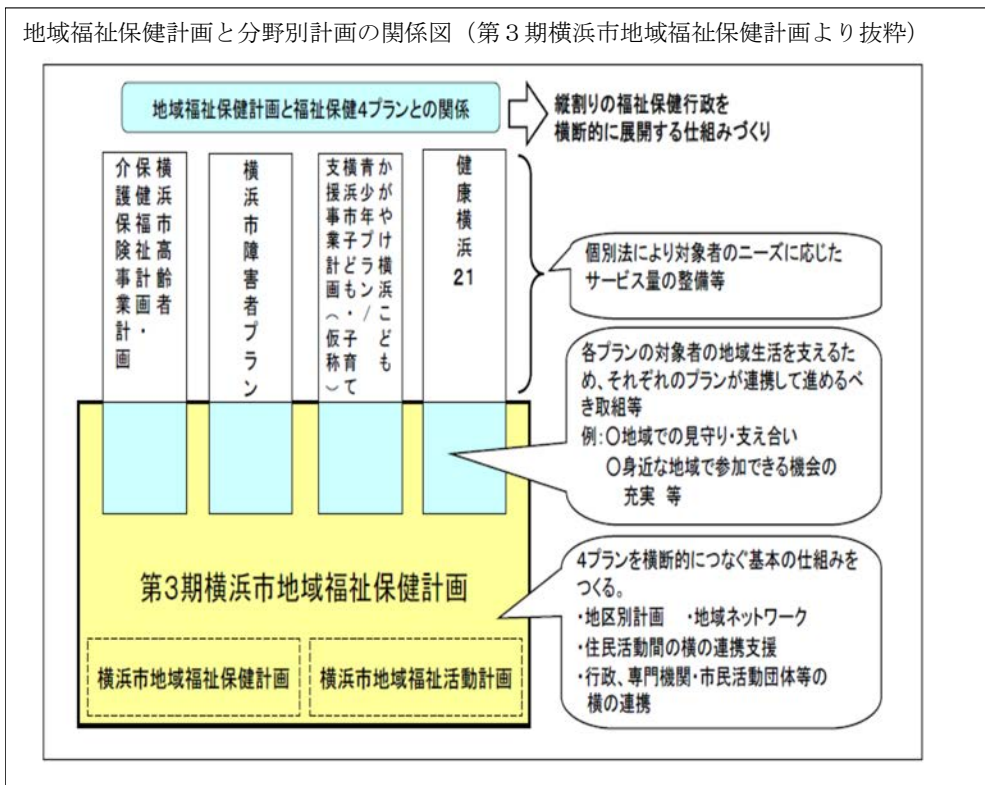 地域福祉保健計画と分野別計画の関係図（第３期横浜市地域福祉保健計画より抜粋）
地域福祉保健計画と福祉保健4プランとの関係
縦割りの福祉保健行政を
横断的に展開する仕組みづくり
横浜市高齢者
保健福祉計画・
介護保険事業計画
横浜市障害者プラン
かがやけ横浜こども
青少年プラン/
横浜市子ども・子育て
支援事業計画（仮称）
健康横浜21
個別法により対象者のニーズに応じた
サービス量の整備等
各プランの対象者の地域生活を支えるた
め、それぞれのプランが連携して進めるべ
き取組等
例:〇地域での見守り・支え合い
〇身近な地域で参加できる機会の
充実 等
第3期横浜市地域福祉保健計画
横浜市地域福祉保健計画
横浜市地域福祉活動計画
4プランを横断的につなぐ基本の仕組みを
つくる。
・地区別計画 ・地域ネットワーク
・住民活動間の横の連携支援
・行政、専門機関・市民活動団体等の
横の連携